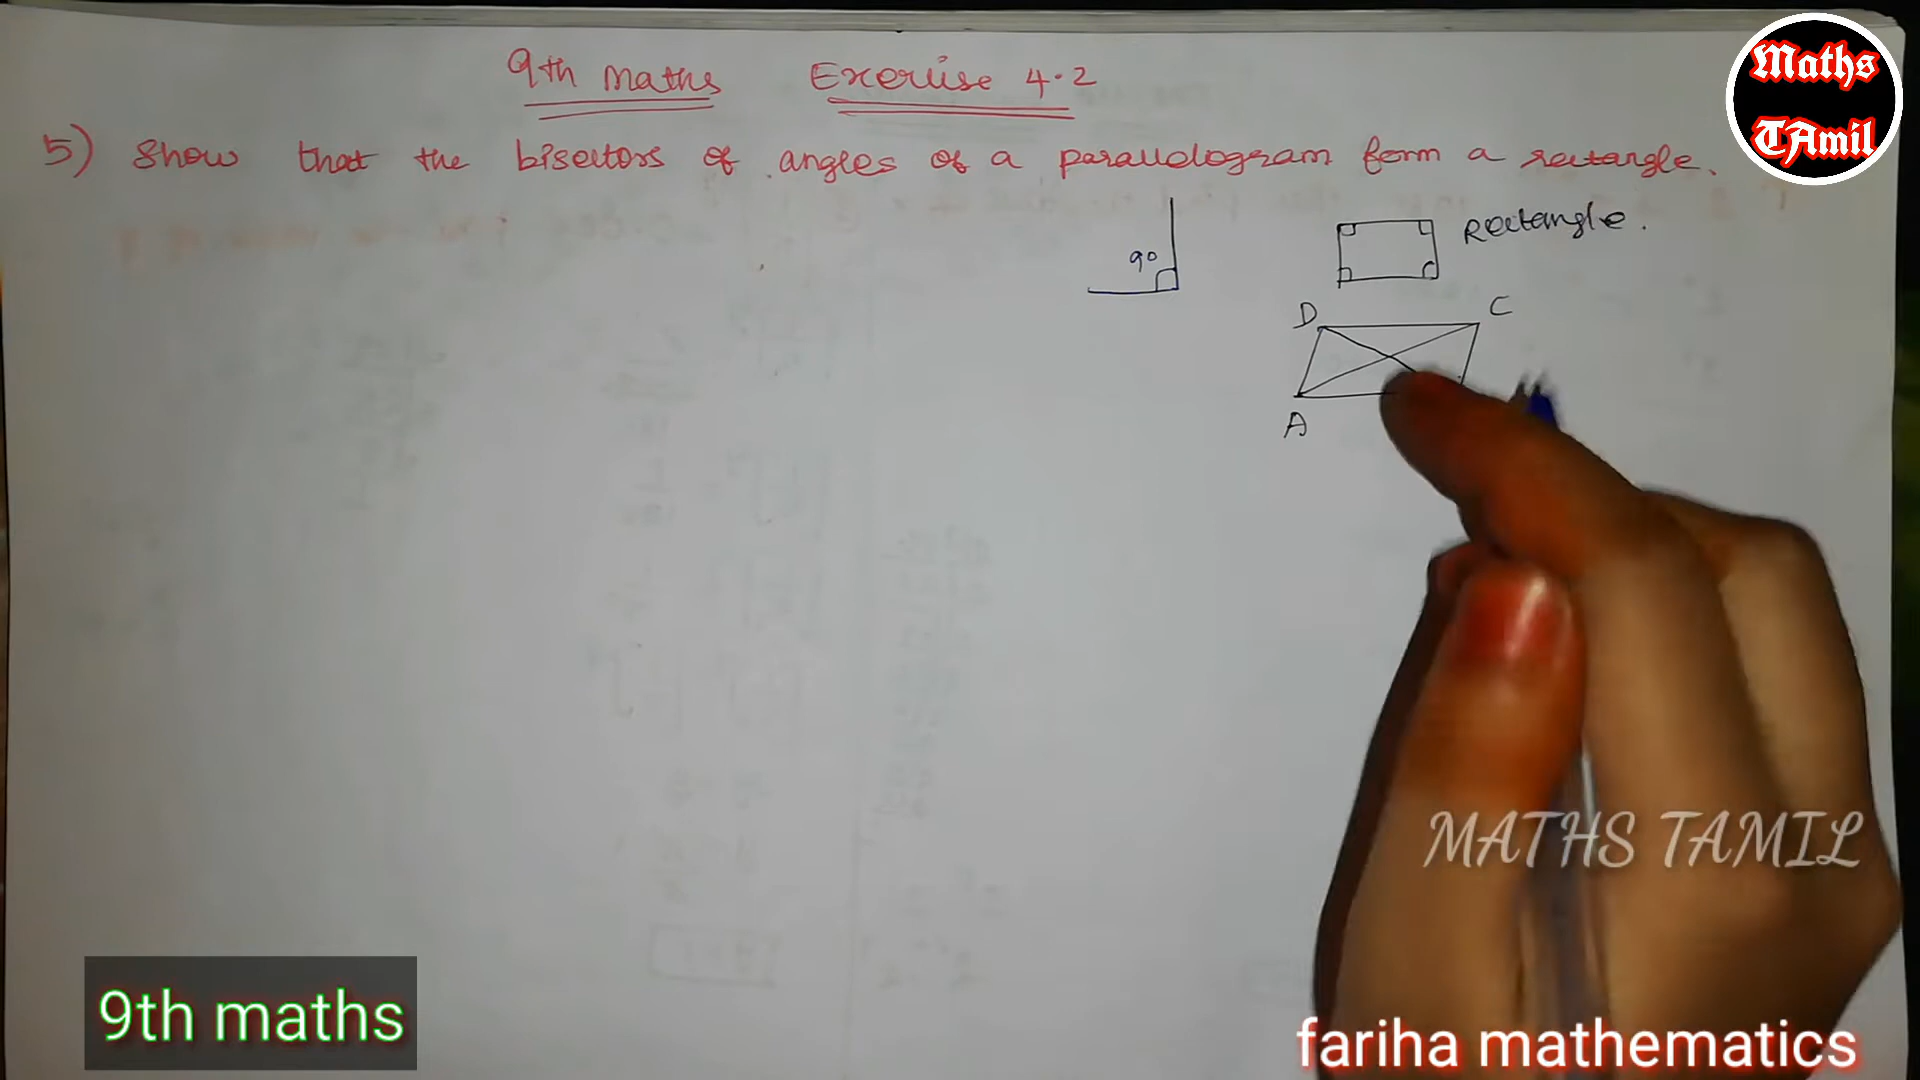 9th maths Exercise 4.2
5) Show that the bisectors of angles of a parallelogram form a rectangle.
90
Rectangle.
D C
A
Maths
TAmil
MATHS TAMIL
9th maths
fariha mathematics